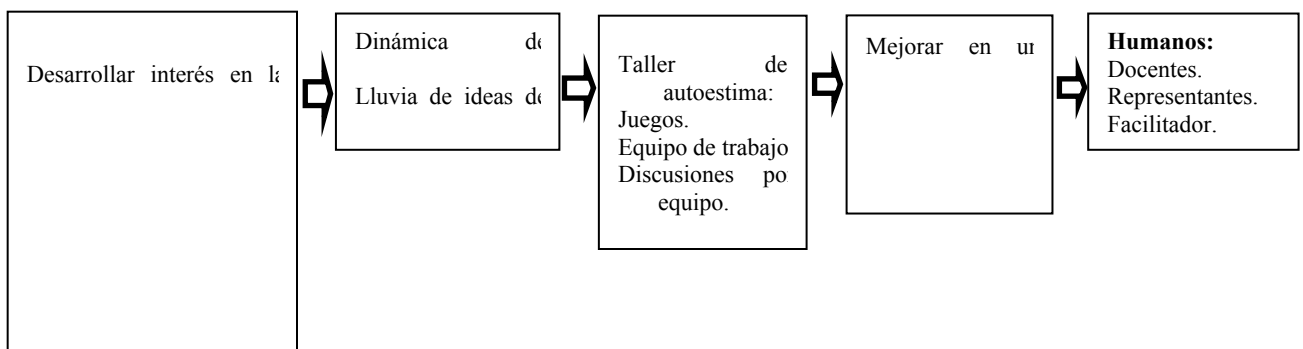 Desarrollar interés en la
Dinámica de
Lluvia de ideas de
Taller de
autoestima:
Juegos.
Equipo de trabajo
Discusiones po
equipo.
Mejorar en un
Humanos:
Docentes.
Representantes.
Facilitador.